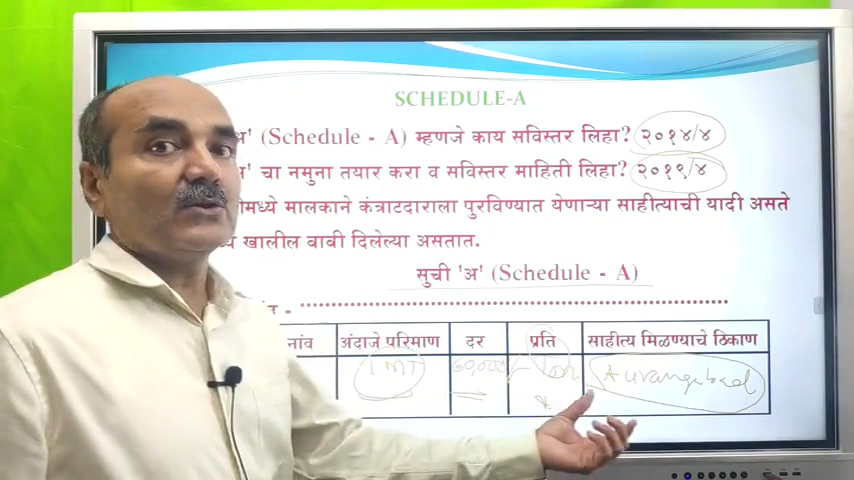 SCHEDULE-A
अ' (Schedule - A) म्हणजे काय सविस्तर लिहा? २०१४/४
अ' चा नमुना तयार करा व सविस्तर माहिती लिहा? २०१९/४
मध्ये मालकाने कंत्राटदाराला पुरविण्यात येणाऱ्या साहीत्याची यादी असते
खालील बाबी दिलेल्या असतात.
सुची 'अ' (Schedule - A)
नांव अंदाजे परिमाण दर प्रति साहीत्य मिळण्याचे ठिकाण
1 MT Ton Aurangabad